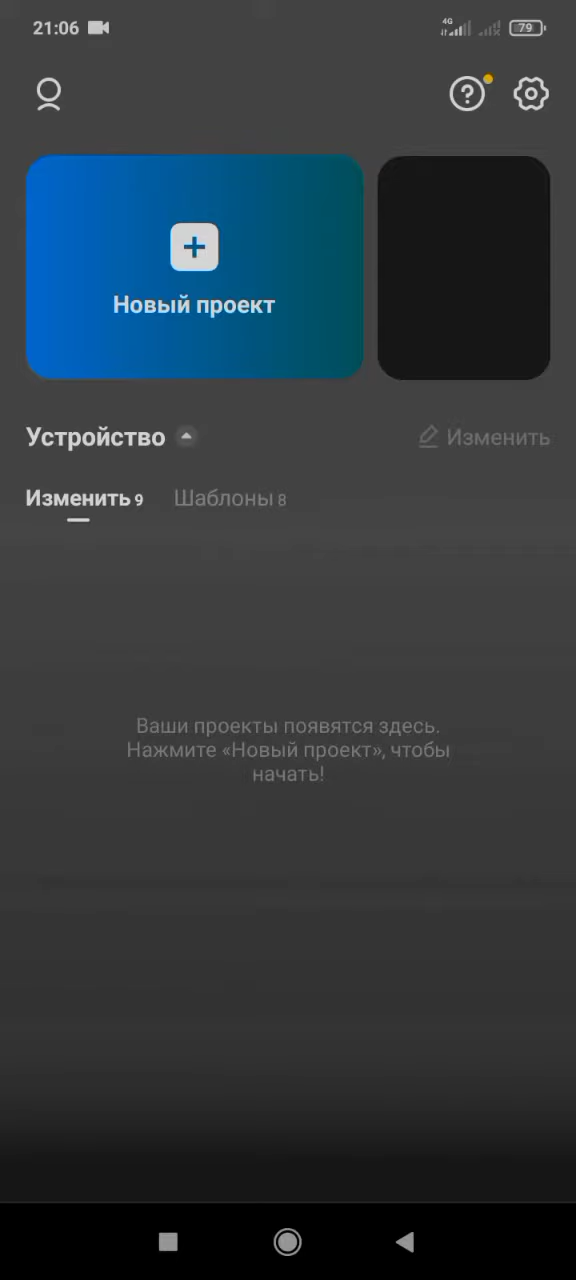 21:06
4G
79
Новый проект
Устройство
Изменить
Изменить 9
Шаблоны 8
Ваши проекты появятся здесь.
Нажмите «Новый проект», чтобы
начать!